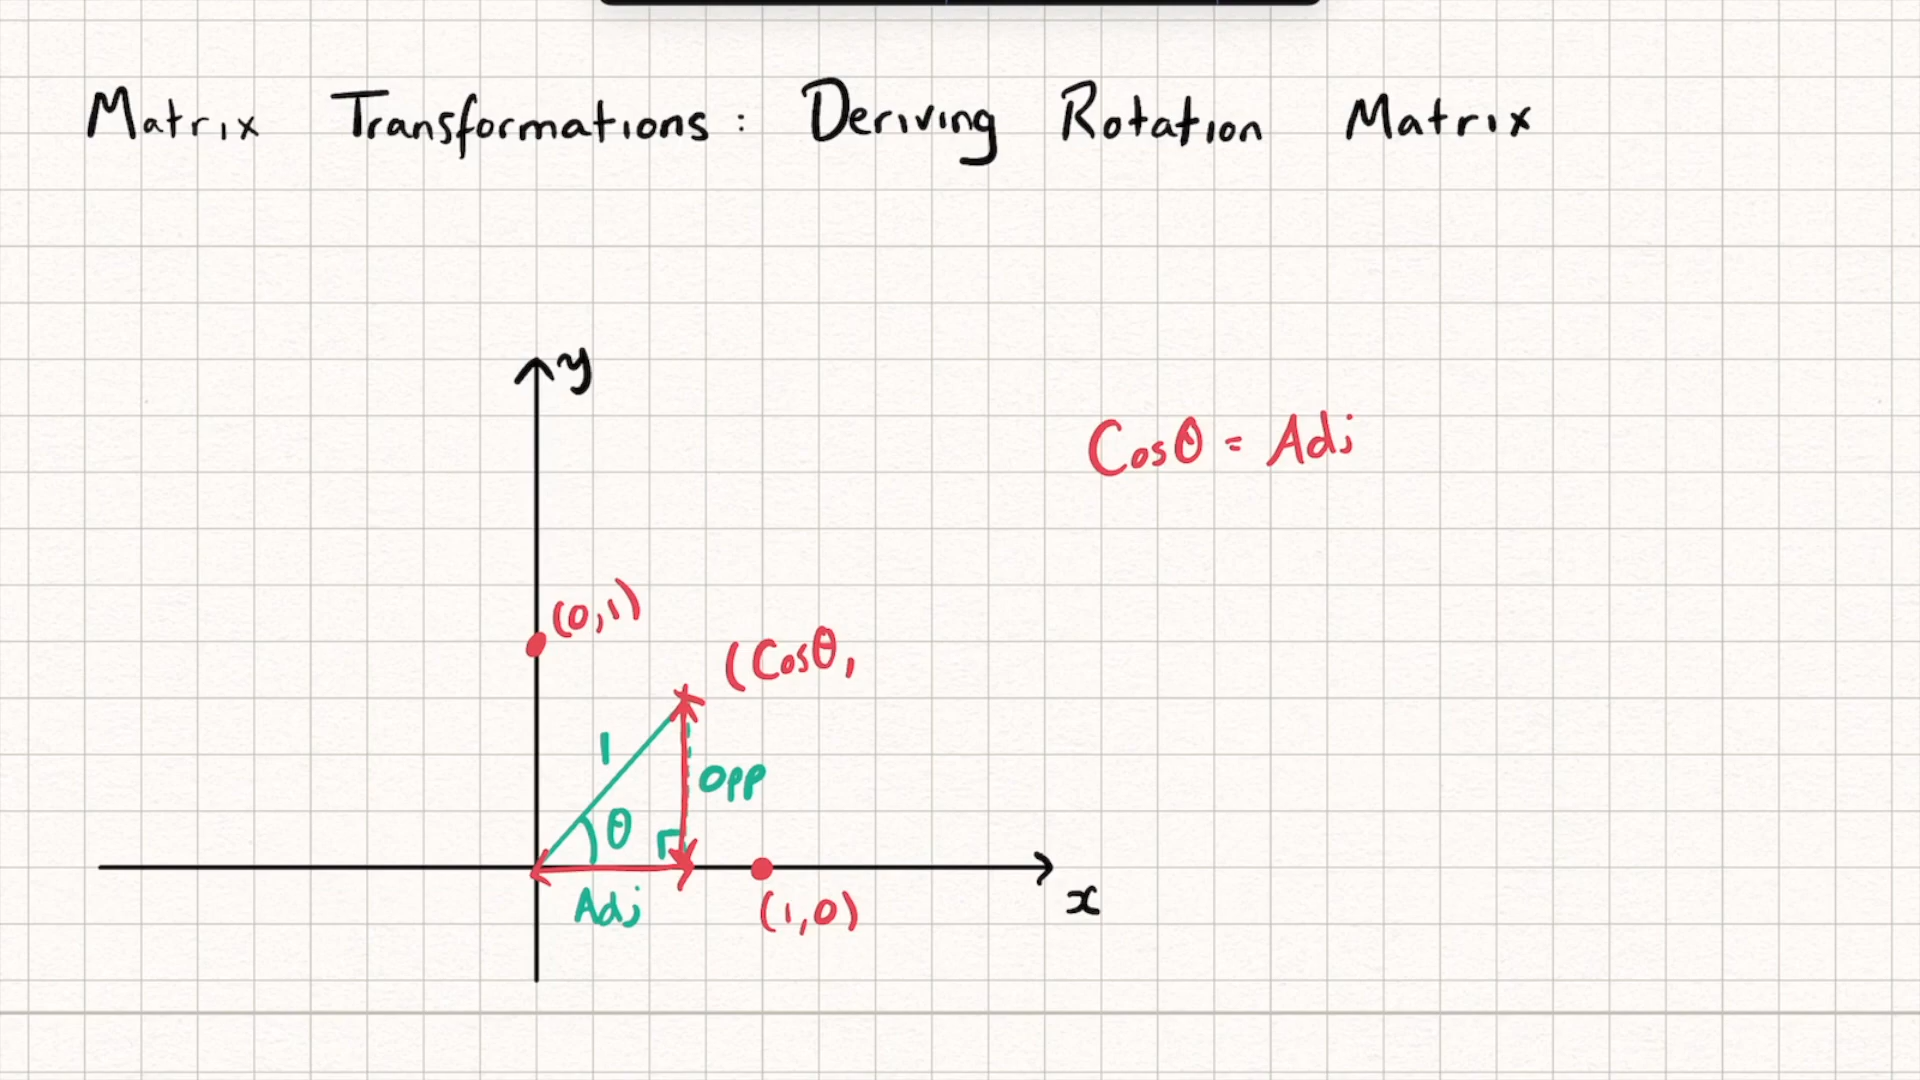 Matrix Transformations: Deriving Rotation Matrix
y
Cosθ = Adj
(0,1)
(Cosθ,
1
opp
θ
Adj
(1,0)
x